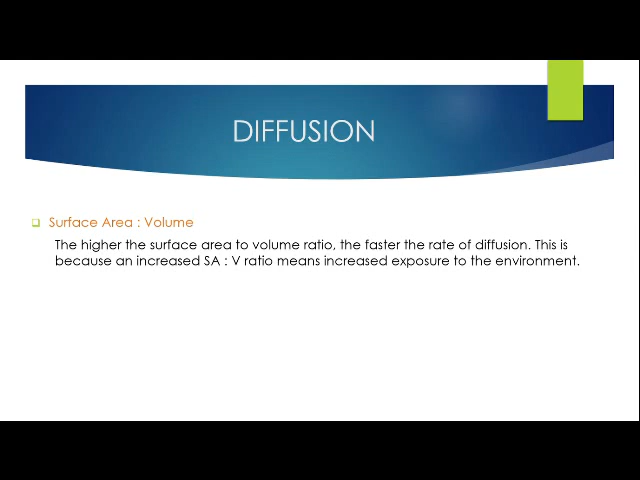 DIFFUSION
Surface Area : Volume
The higher the surface area to volume ratio, the faster the rate of diffusion. This is
because an increased SA : V ratio means increased exposure to the environment.